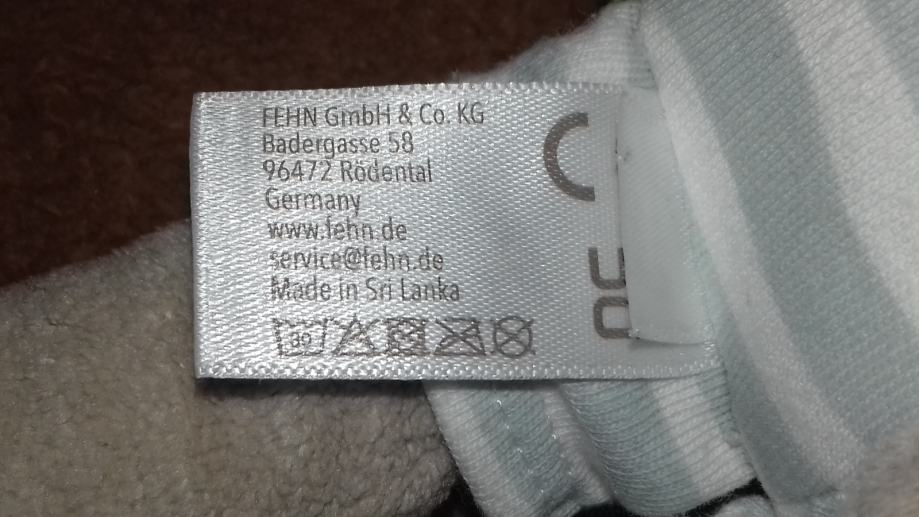 FEHN GmbH & Co. KG
Badergasse 58
96472 Rödental
Germany
www.fehn.de
service@fehn.de
Made in Sri Lanka
30